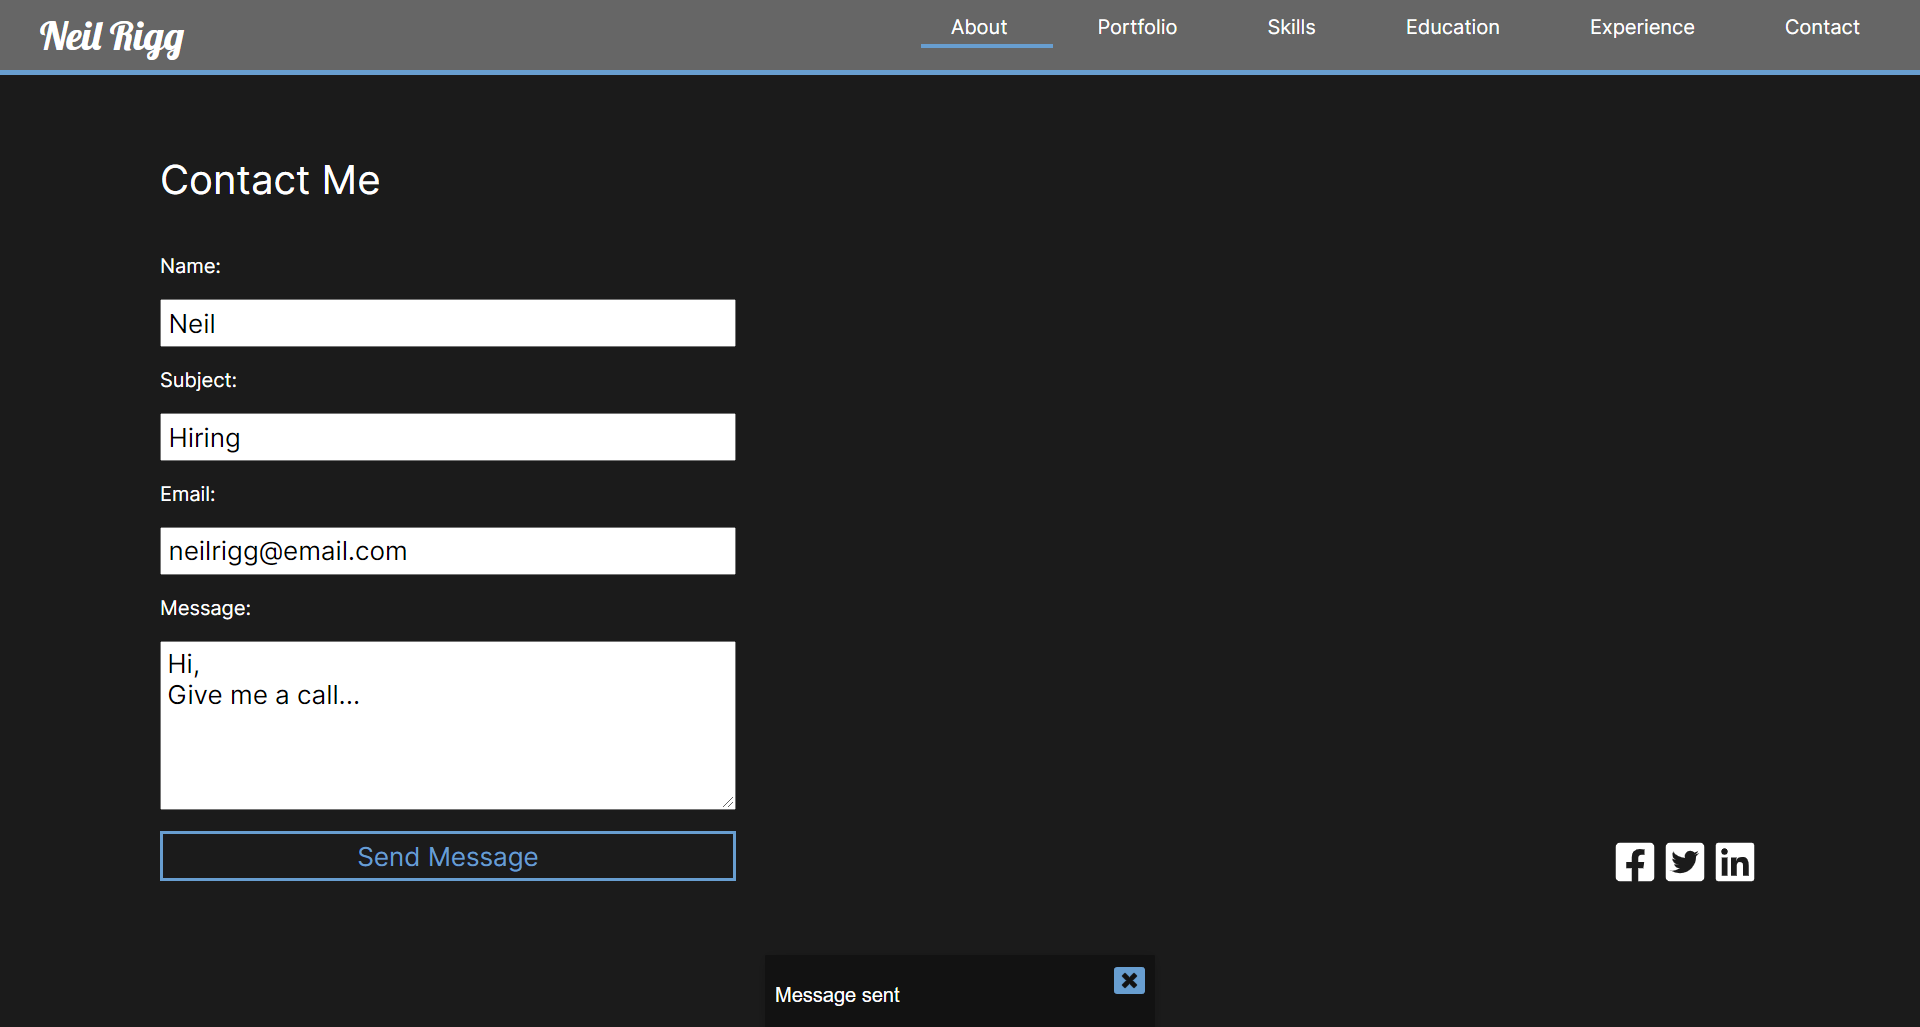 Neil Rigg
About Portfolio Skills Education Experience Contact
Contact Me
Name:
Neil
Subject:
Hiring
Email:
neilrigg@email.com
Message:
Hi,
Give me a call...
Send Message
Message sent